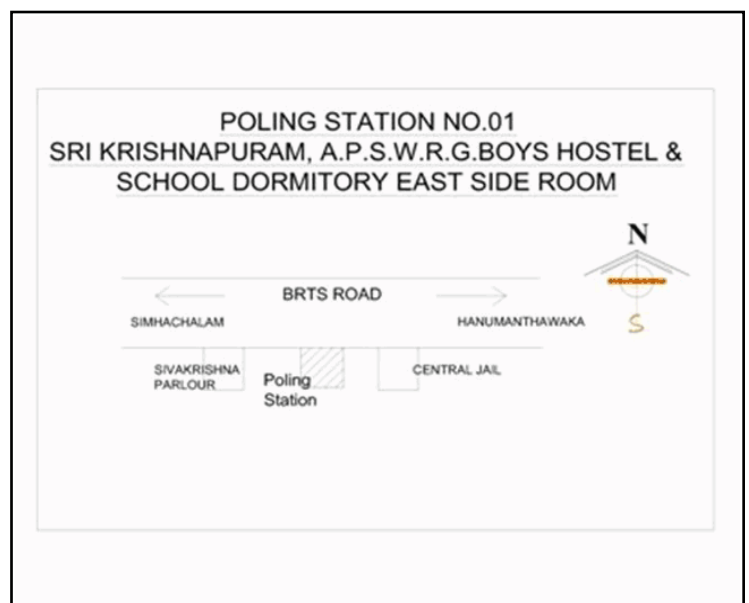 POLING STATION NO.01
SRI KRISHNAPURAM, A.P.S.W.R.G.BOYS HOSTEL &
SCHOOL DORMITORY EAST SIDE ROOM
N
BRTS ROAD
SIMHACHALAM
HANUMANTHAWAKA
S
SIVAKRISHNA
PARLOUR
Poling
Station
CENTRAL JAIL